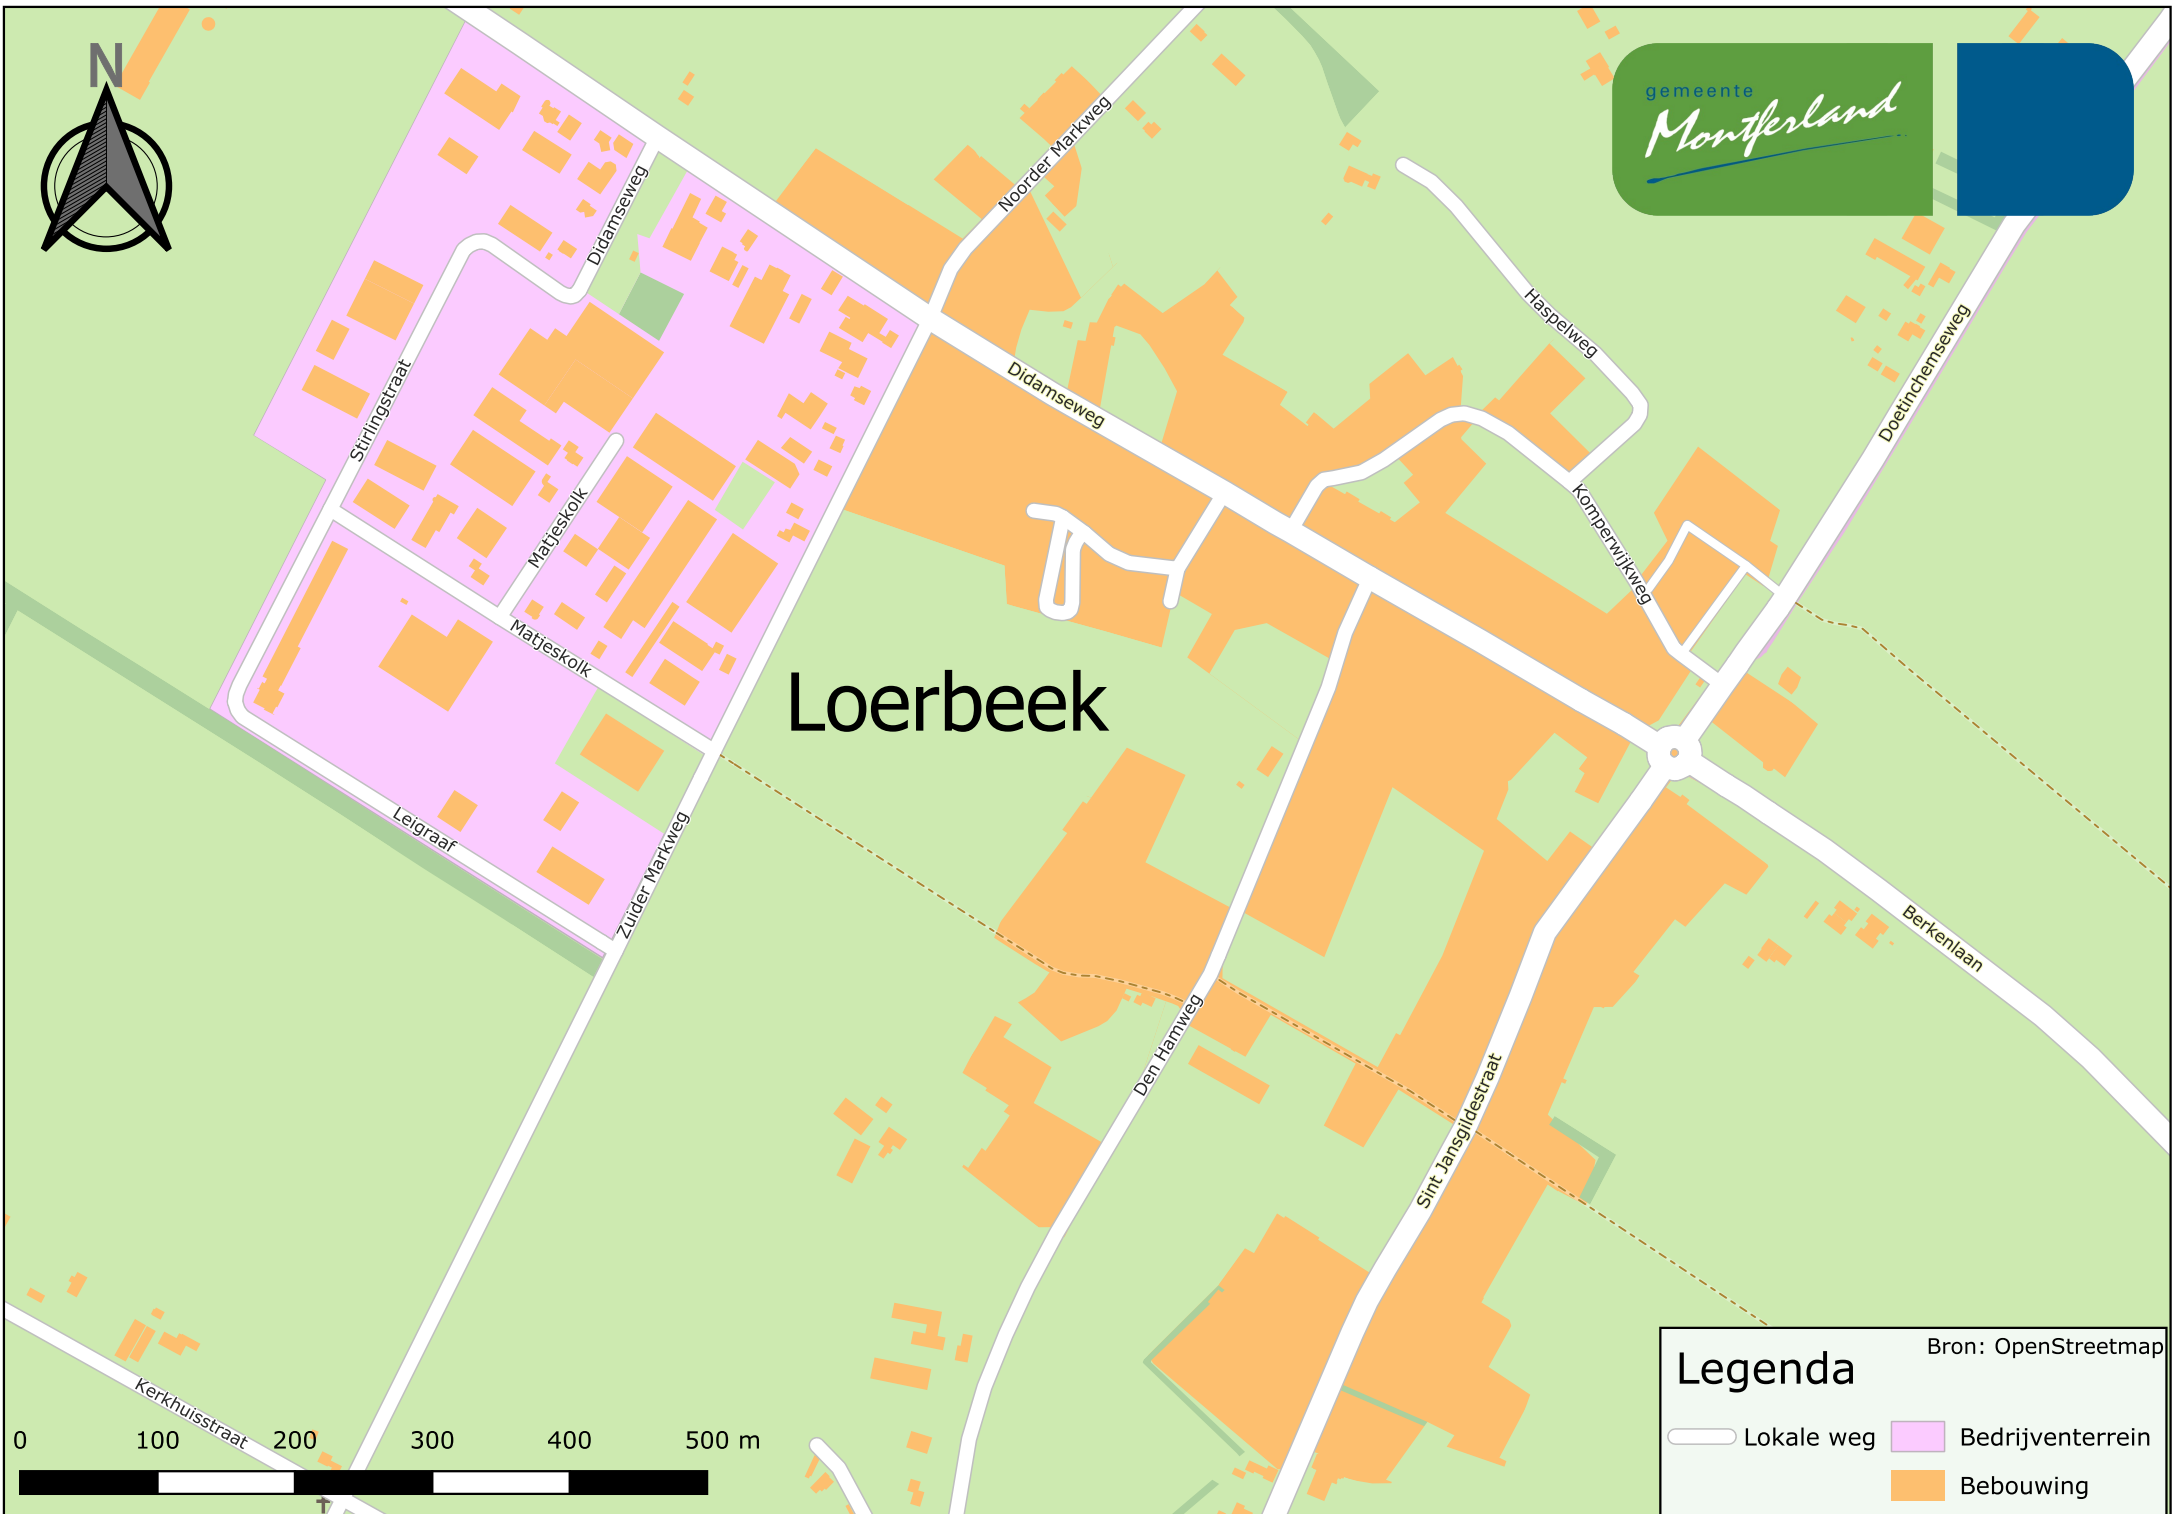 N
gemeente
Montferland
Noorder Markweg
Didamseweg
Haspelweg
Doetinchemseweg
Stirlingstraat
Didamseweg
Matjeskolk
Komperwijkweg
Matjeskolk
Loerbeek
Leigraaf
Zuider Markweg
Berkenlaan
Den Hamweg
Sint Jansgildestraat
Kerkhuisstraat
0 100 200 300 400 500 m
Bron: OpenStreetmap
Legenda
Lokale weg
Bedrijventerrein
Bebouwing